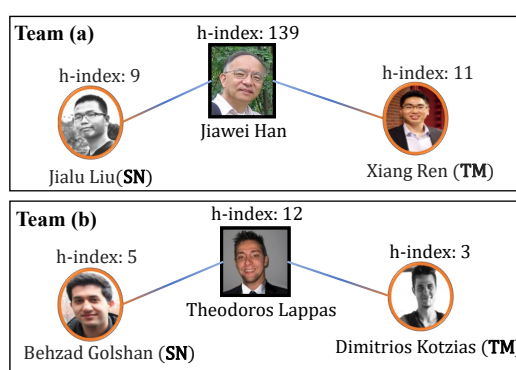 Team (a)
h-index: 139
h-index: 9
h-index: 11
Jiawei Han
Jialu Liu(SN)
Xiang Ren (TM)
Team (b)
h-index: 12
h-index: 5
h-index: 3
Theodoros Lappas
Behzad Golshan (SN)
Dimitrios Kotzias (TM)